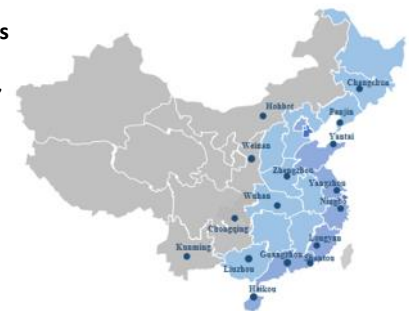 s
,
Changchun
Hohhot
Panjin
Yantai
Weinan
Zhengzhou
Yangzhou
Ningbo
Wuhan
Chongqing
Longyan
Kunming
Guangzhou
Shantou
Liuzhou
Haikou